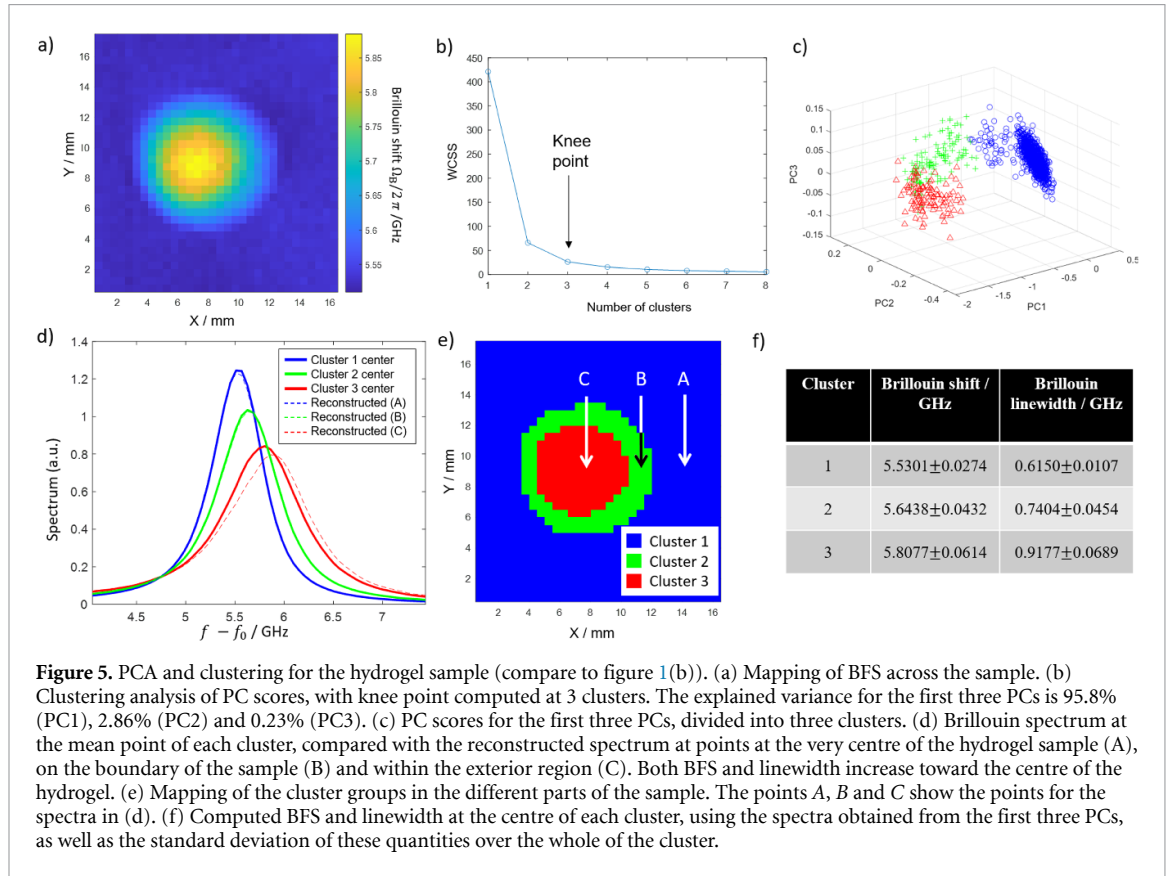 a)
16
14
12
10
8
6
4
2
Y / mm
2 4 6 8 10 12 14 16
X / mm
5.85
5.8
5.75
5.7
5.65
5.6
5.55
Brillouin shift Ω_B/2 π /GHz
b)
450
400
350
300
250
200
150
100
50
0
WCSS
Knee
point
1 2 3 4 5 6 7 8
Number of clusters
c)
0.15
0.1
0.05
0
-0.05
-0.1
-0.15
PC3
0.2
0
-0.2
-0.4
PC2
-2 -1.5 -1 -0.5 0 0.5
PC1
d)
1.4
1.2
1
0.8
0.6
0.4
0.2
0
Spectrum (a.u.)
Cluster 1 center
Cluster 2 center
Cluster 3 center
Reconstructed (A)
Reconstructed (B)
Reconstructed (C)
4.5 5 5.5 6 6.5 7
f − f₀ / GHz
e)
16
14
12
10
8
6
4
2
Y / mm
C B A
Cluster 1
Cluster 2
Cluster 3
2 4 6 8 10 12 14 16
X / mm
f)
Cluster Brillouin shift / Brillouin
GHz linewidth / GHz
1 5.5301±0.0274 0.6150±0.0107
2 5.6438±0.0432 0.7404±0.0454
3 5.8077±0.0614 0.9177±0.0689
Figure 5. PCA and clustering for the hydrogel sample (compare to figure 1(b)). (a) Mapping of BFS across the sample. (b)
Clustering analysis of PC scores, with knee point computed at 3 clusters. The explained variance for the first three PCs is 95.8%
(PC1), 2.86% (PC2) and 0.23% (PC3). (c) PC scores for the first three PCs, divided into three clusters. (d) Brillouin spectrum at
the mean point of each cluster, compared with the reconstructed spectrum at points at the very centre of the hydrogel sample (A),
on the boundary of the sample (B) and within the exterior region (C). Both BFS and linewidth increase toward the centre of the
hydrogel. (e) Mapping of the cluster groups in the different parts of the sample. The points A, B and C show the points for the
spectra in (d). (f) Computed BFS and linewidth at the centre of each cluster, using the spectra obtained from the first three PCs,
as well as the standard deviation of these quantities over the whole of the cluster.